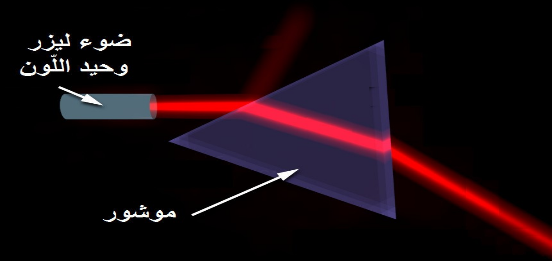 ضوء ليزر
وحيد اللّون
موشور